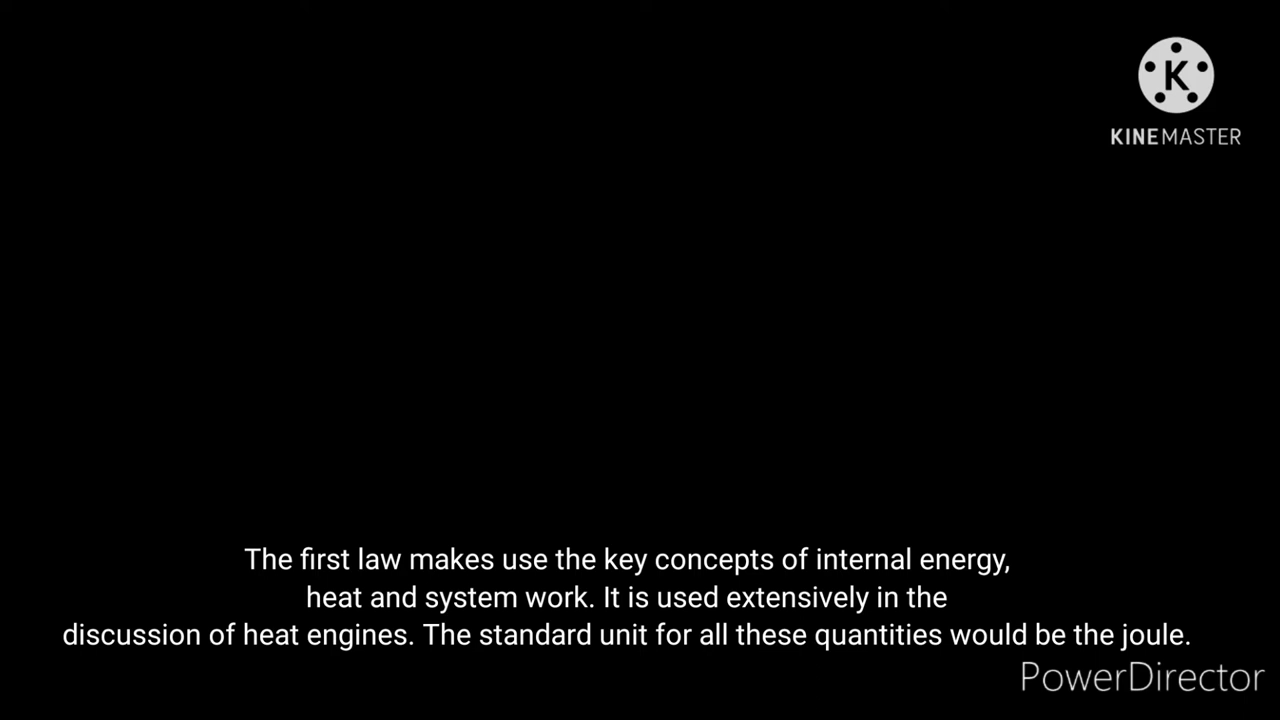 K
KINEMASTER
The first law makes use the key concepts of internal energy,
heat and system work. It is used extensively in the
discussion of heat engines. The standard unit for all these quantities would be the joule.
PowerDirector